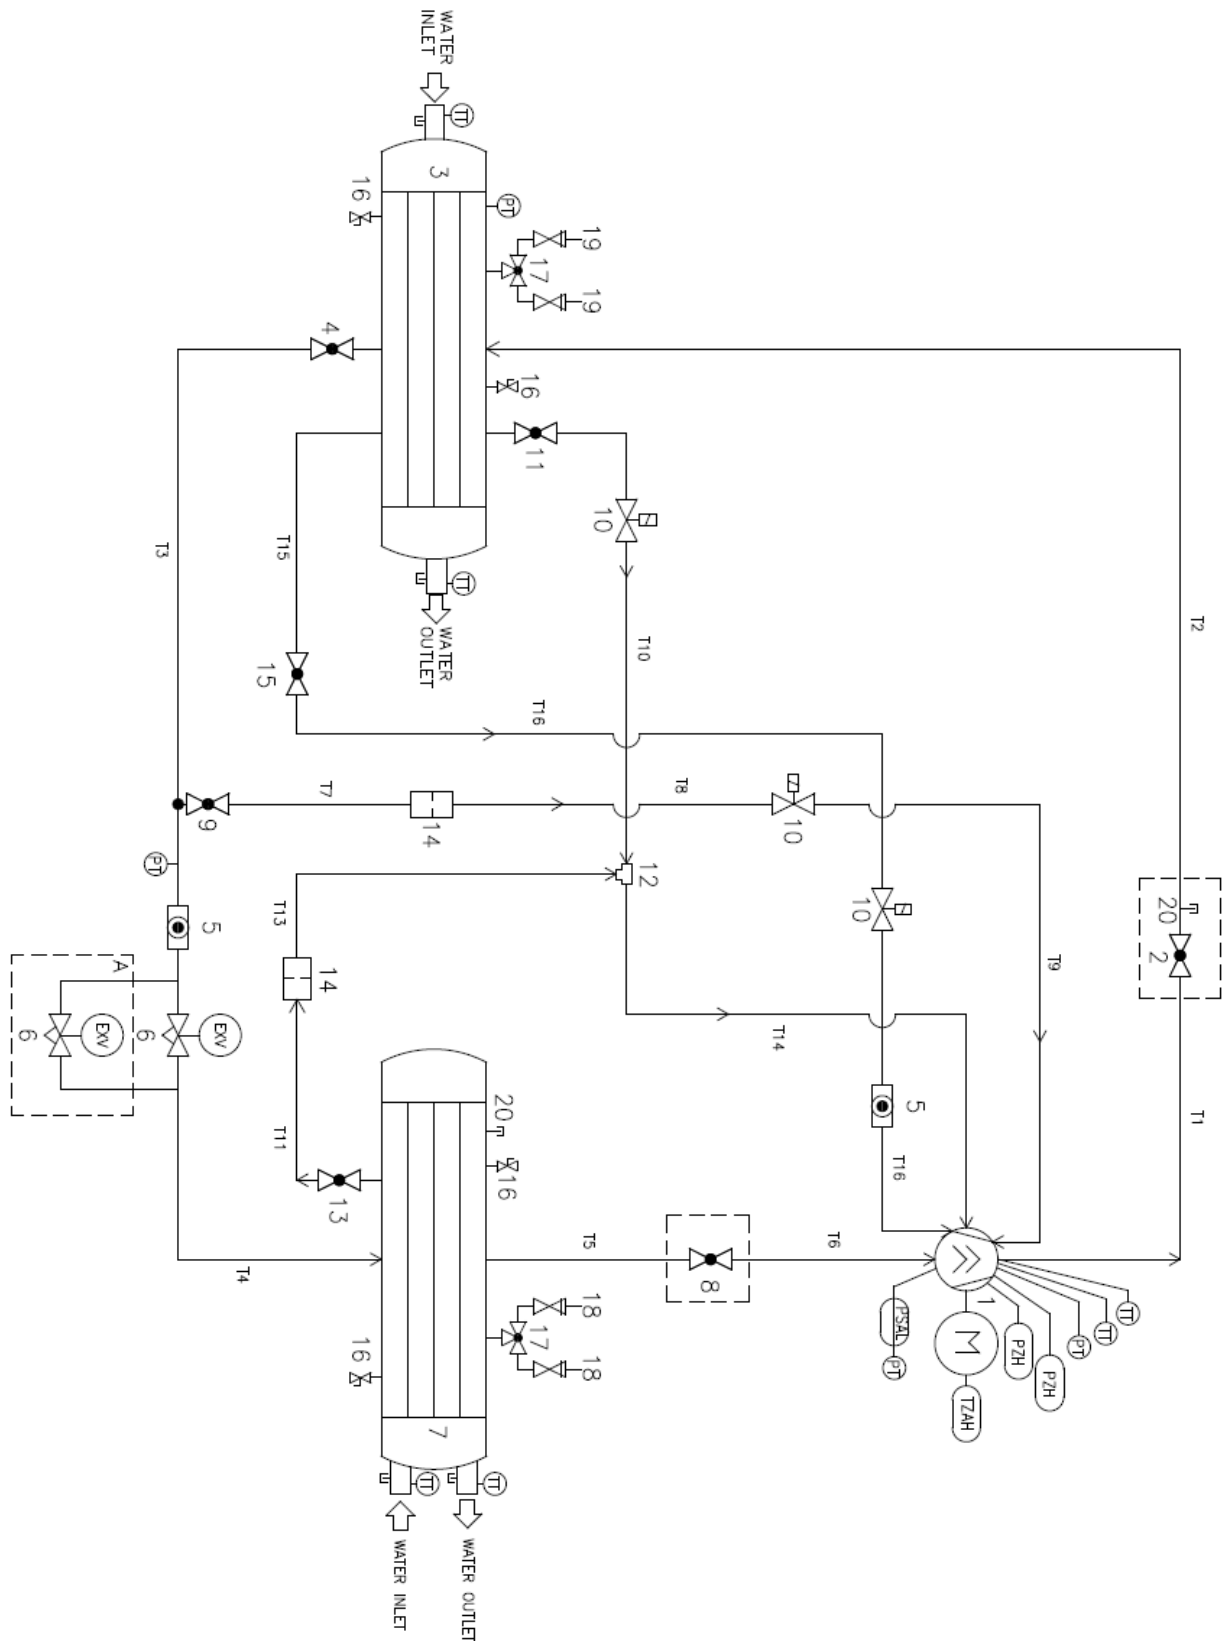 WATER
INLET
TT
3
16
PT
19
17
19
4
16
11
10
T15
T3
TT
WATER
OUTLET
T10
T2
15
T16
T7
T8
14
10
9
PT
12
5
T13
10
T9
20
2
A
14
EXV
6
EXV
6
T14
5
T1
20
16
T11
13
T16
T5
T6
8
T4
18
17
18
16
7
1
M
PSAL
PT
PZH
PZH
PT
TT
TT
TZAH
TT
TT
WATER OUTLET
WATER INLET